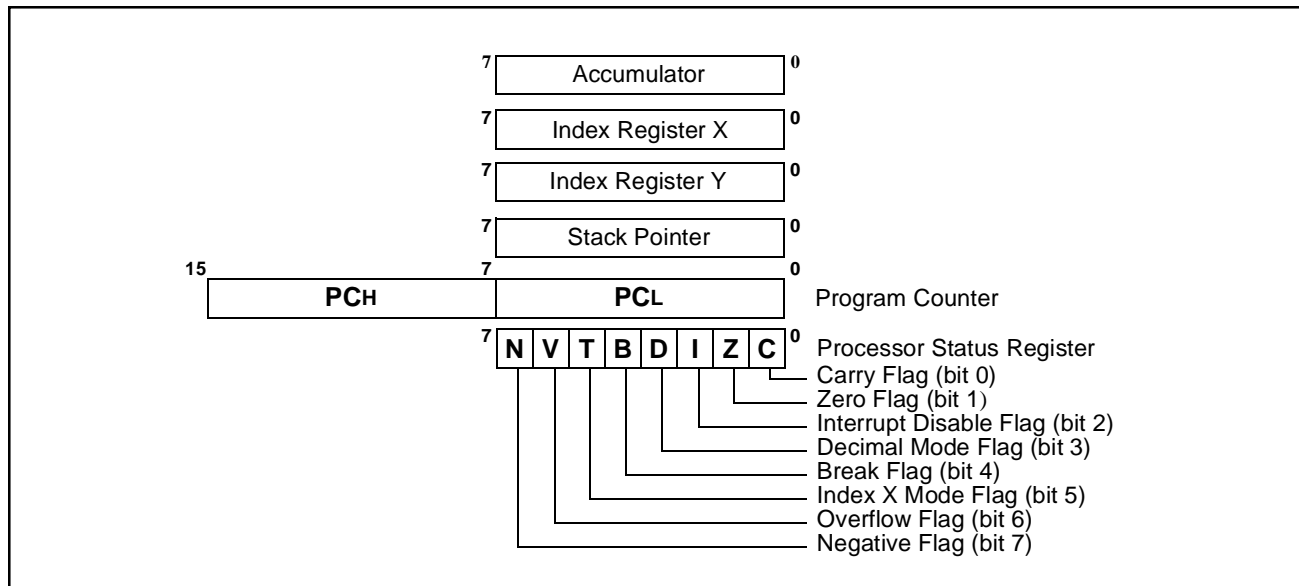 7 Accumulator 0
7 Index Register X 0
7 Index Register Y 0
7 Stack Pointer 0
15 7 0
PCH PCL Program Counter
7 N V T B D I Z C 0 Processor Status Register
Carry Flag (bit 0)
Zero Flag (bit 1)
Interrupt Disable Flag (bit 2)
Decimal Mode Flag (bit 3)
Break Flag (bit 4)
Index X Mode Flag (bit 5)
Overflow Flag (bit 6)
Negative Flag (bit 7)